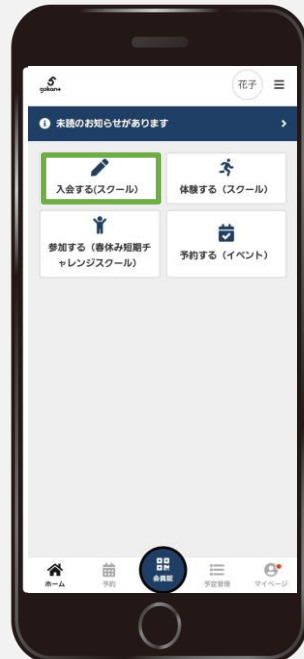 gokan+
花子
未読のお知らせがあります
入会する(スクール)
体験する（スクール）
参加する（春休み短期チ
ャレンジスクール）
予約する（イベント）
ホーム
予約
会員証
予定管理
マイページ